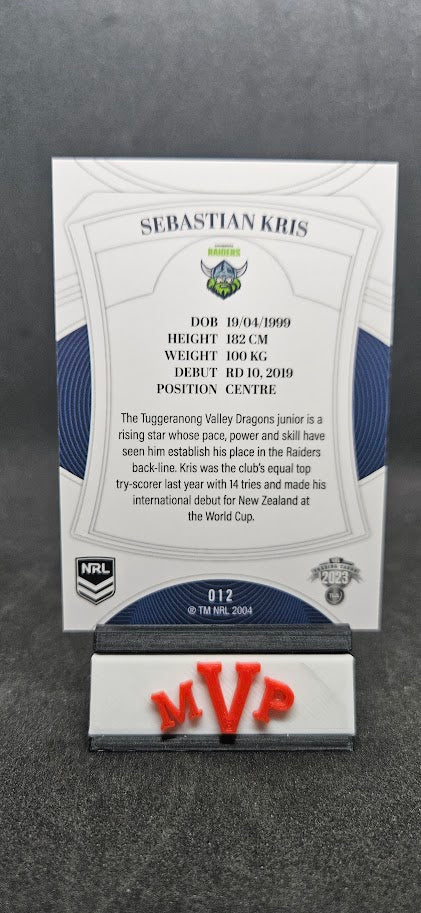 SEBASTIAN KRIS
RAIDERS
DOB 19/04/1999
HEIGHT 182 CM
WEIGHT 100 KG
DEBUT RD 10, 2019
POSITION CENTRE
The Tuggeranong Valley Dragons junior is a
rising star whose pace, power and skill have
seen him establish his place in the Raiders
back-line. Kris was the club's equal top
try-scorer last year with 14 tries and made his
international debut for New Zealand at
the World Cup.
NRL
TRADING CARDS
2023
012
® TM NRL 2004
MVP